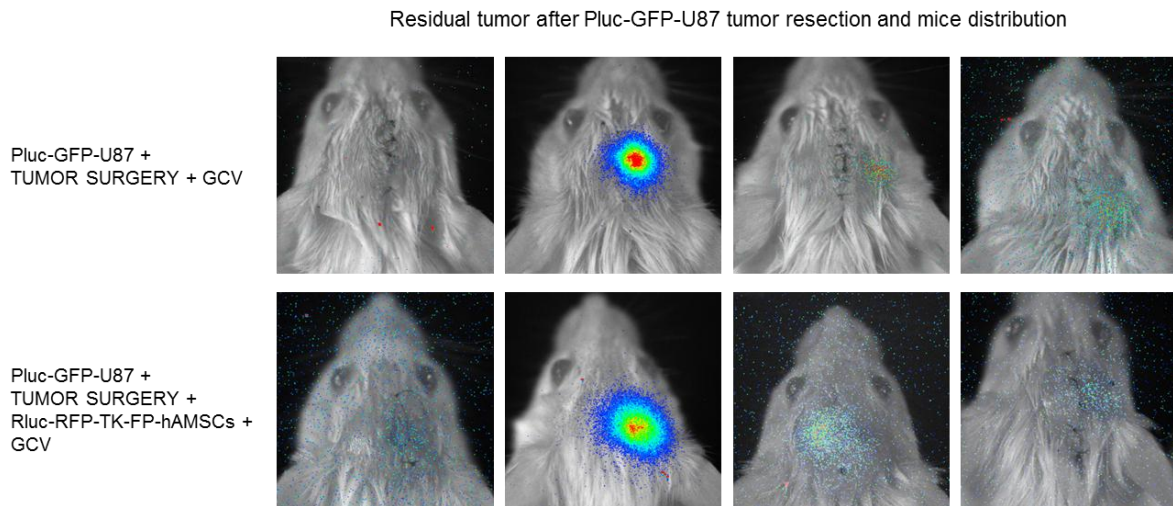 Residual tumor after Pluc-GFP-U87 tumor resection and mice distribution
Pluc-GFP-U87 +
TUMOR SURGERY + GCV
Pluc-GFP-U87 +
TUMOR SURGERY +
Rluc-RFP-TK-FP-hAMSCs +
GCV